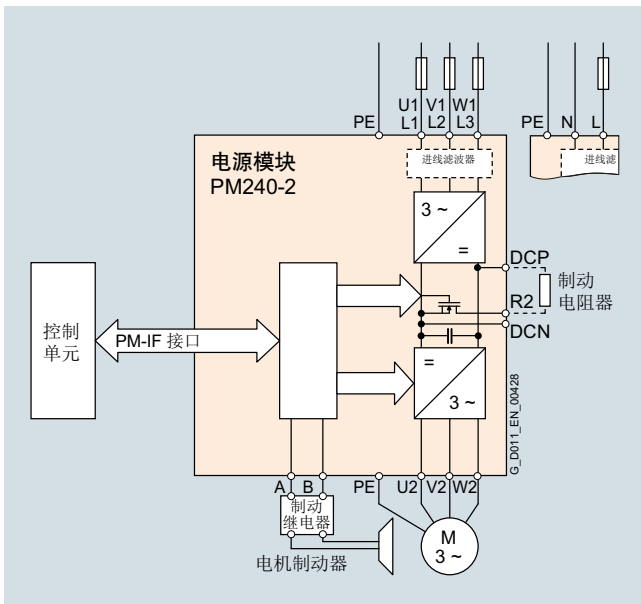 U1 V1 W1
PE L1 L2 L3
PE N L
电源模块
PM240-2
进线滤波器
进线滤
3 ~
=
DCP
制动
电阻器
R2
DCN
控制
单元
PM-IF 接口
=
3 ~
G_D011_EN_00428
A B PE U2 V2 W2
制动
继电器
M
3 ~
电机制动器